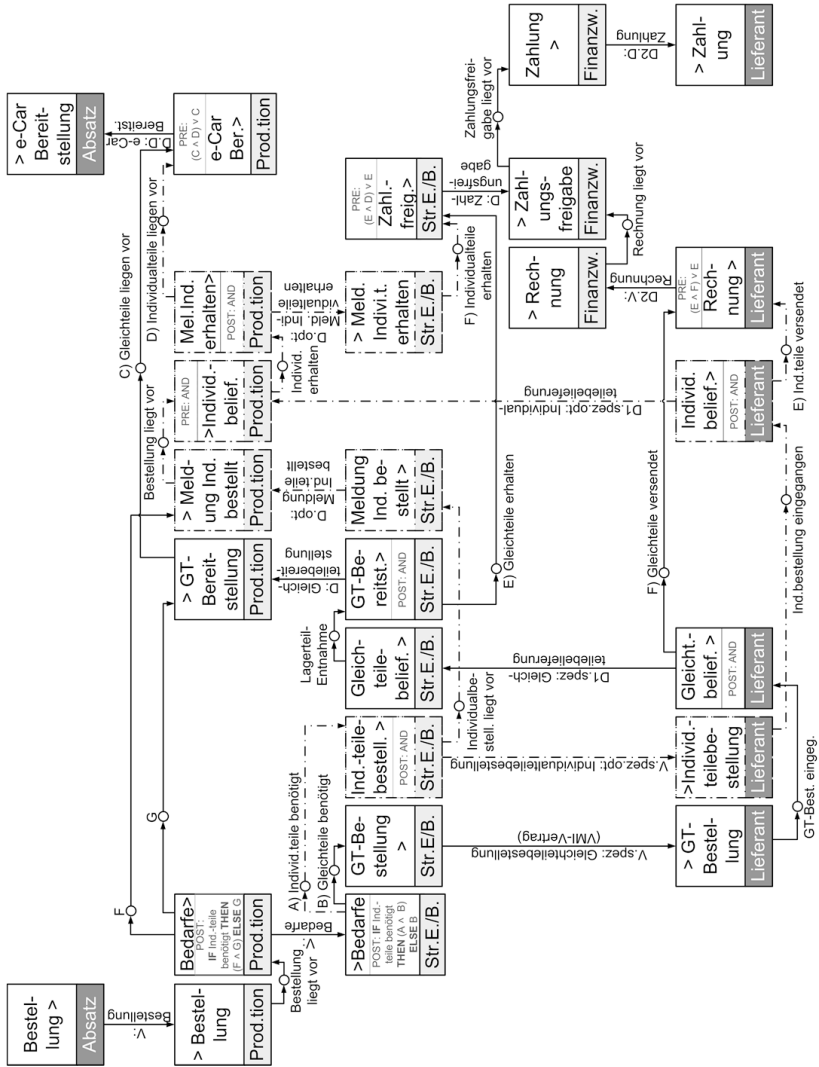 Bestel-
lung >
Absatz
V:
Bestellung
> Bestel-
lung
Prod.tion
Bestellung
liegt vor
Bedarfe>
POST:
IF Ind.-teile
benötigt THEN
(F ∧ G) ELSE G
Prod.tion
F
G
V:
Bedarfe
>Bedarfe
POST: IF Ind.-
teile benötigt
THEN (A ∧ B)
ELSE B
Str.E./B.
A) Individ.teile benötigt
B) Gleichteile benötigt
GT-Be-
stellung
>
Str.E/B.
V.spez: Gleichteilebestellung
(VMI-Vertrag)
> GT-
Bestel-
lung
Lieferant
GT-Best. eingeg.
Ind.-teile-
bestell. >
POST: AND
Str.E./B.
Individualbe-
stell. liegt vor
V.spez.opt: Individualteilebestellung
>Individ.-
teilebe-
stellung
Lieferant
Ind.bestellung eingegangen
Gleicht.-
belief. >
POST: AND
Lieferant
D1.spez: Gleich-
teilebelieferung
F) Gleichteile versendet
Gleich-
teile-
belief. >
Str.E./B.
Lagerteil-
Entnahme
GT-Be-
reitst.>
POST: AND
Str.E./B.
D: Gleich-
teilebereit-
stellung
E) Gleichteile erhalten
> GT-
Bereit-
stellung
Prod.tion
C) Gleichteile liegen vor
Meldung
Ind. be-
stellt >
Str.E./B.
D.opt:
Meldung
Ind.teile
bestellt
> Meld-
ung Ind.
bestellt
Prod.tion
Bestellung liegt vor
PRE: AND
>Individ.-
belief.
Prod.tion
Individ.
erhalten
Individ.
belief.>
POST: AND
Lieferant
D1.spez.opt: Individual-
teilebelieferung
E) Ind.teile versendet
Mel.Ind.
erhalten>
POST: AND
Prod.tion
D) Individualteile liegen vor
D.opt:
Meld. Indi-
vidualteile
erhalten
> Meld.
Indivi.t.
erhalten
Str.E./B.
F) Individualteile
erhalten
PRE:
(E ∧ F) ∨ E
Rech-
nung >
Lieferant
D2.V:
Rechnung
> Rech-
nung
Finanzw.
Rechnung liegt vor
PRE:
(E ∧ D) ∨ E
Zahl.-
freig.>
Str.E./B.
D: Zahl-
ungsfrei-
gabe
> Zahl-
ungs-
freigabe
Finanzw.
Zahlungsfrei-
gabe liegt vor
Zahlung
>
Finanzw.
D2.D:
Zahlung
> Zahl-
ung
Lieferant
PRE:
(C ∧ D) ∨ C
e-Car
Ber.>
Prod.tion
D.D: e-Car
Bereitst.
> e-Car
Bereit-
stellung
Absatz